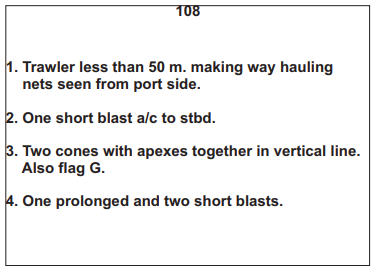 108
1. Trawler less than 50 m. making way hauling
nets seen from port side.
2. One short blast a/c to stbd.
3. Two cones with apexes together in vertical line.
Also flag G.
4. One prolonged and two short blasts.